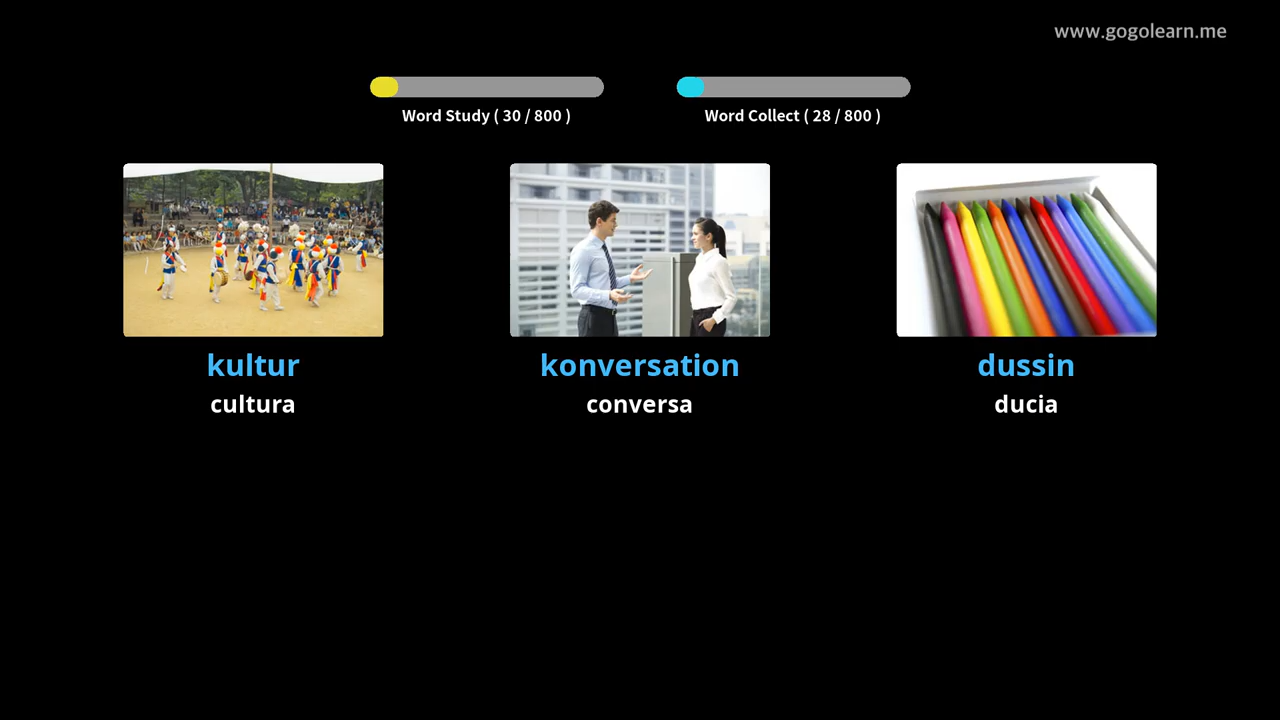 www.gogolearn.me
Word Study ( 30 / 800 )
Word Collect ( 28 / 800 )
kultur
cultura
konversation
conversa
dussin
ducia